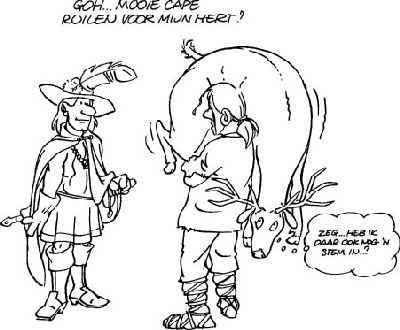 GOH... MOOIE CAPE
RUILEN VOOR MIJN HERT?
ZEG...HEB IK
DAAR OOK NOG 'N
STEM IN..?